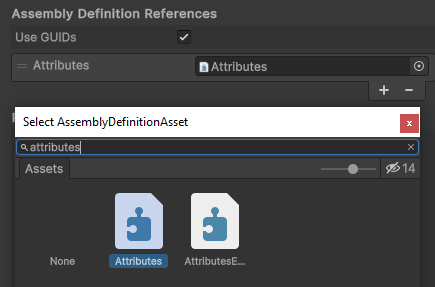 Assembly Definition References
Use GUIDs
Attributes
Attributes
Select AssemblyDefinitionAsset
attributes
Assets
14
None
Attributes
AttributesE...